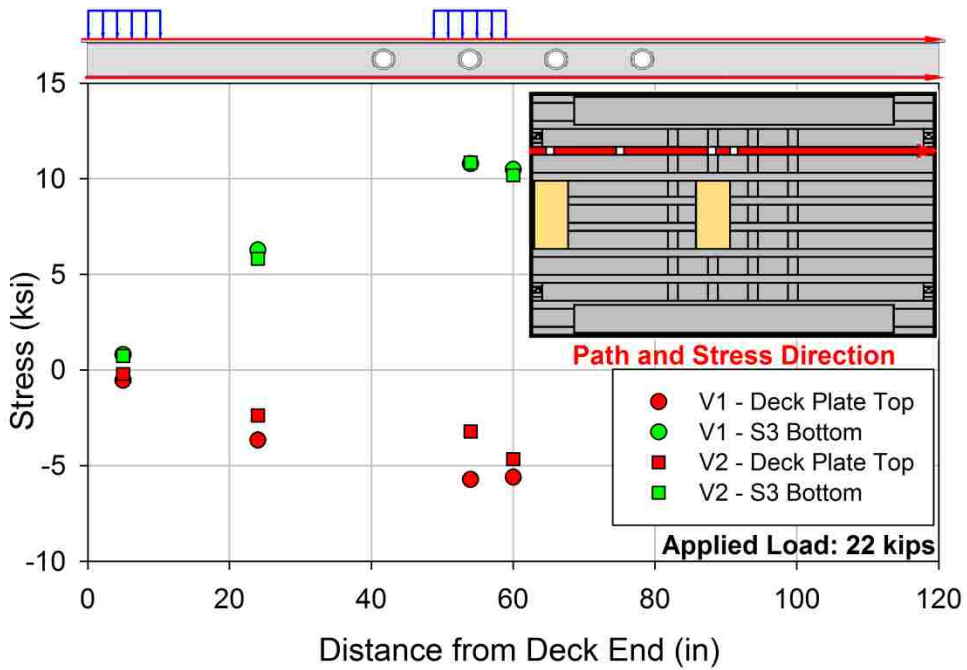 15
10
5
0
-5
-10
Stress (ksi)
0 20 40 60 80 100 120
Distance from Deck End (in)
Path and Stress Direction
V1 - Deck Plate Top
V1 - S3 Bottom
V2 - Deck Plate Top
V2 - S3 Bottom
Applied Load: 22 kips